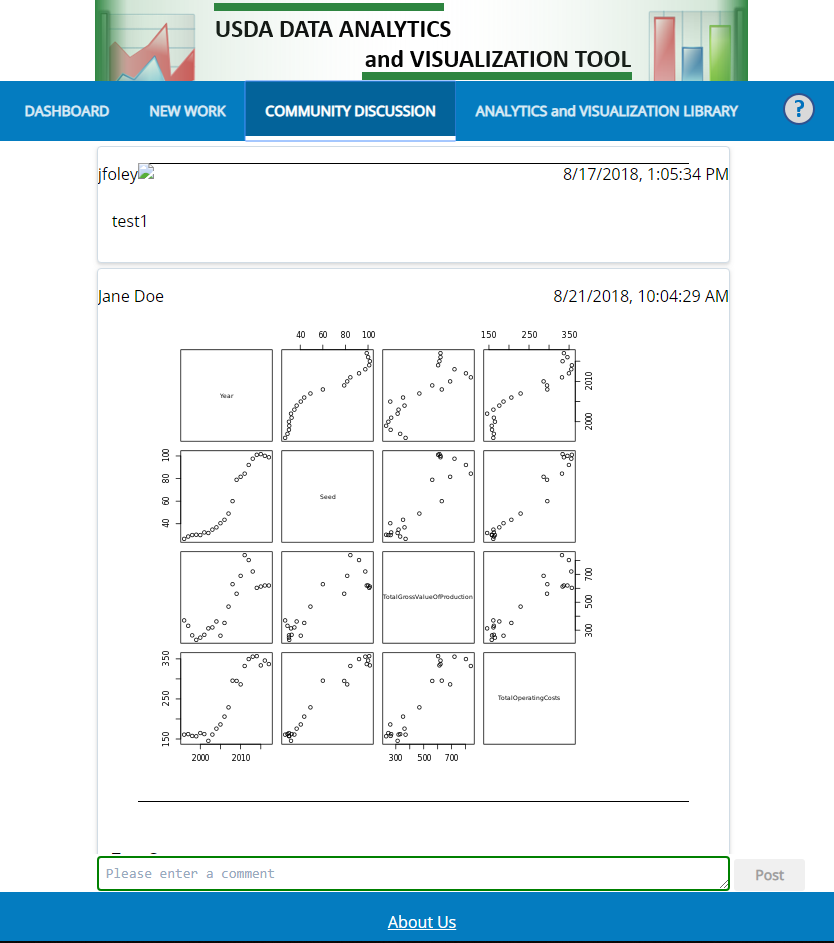 USDA DATA ANALYTICS
and VISUALIZATION TOOL
DASHBOARD NEW WORK COMMUNITY DISCUSSION ANALYTICS and VISUALIZATION LIBRARY ?
jfoley 8/17/2018, 1:05:34 PM
test1
Jane Doe 8/21/2018, 10:04:29 AM
40 60 80 100 150 250 350
Year
2010
2000
100
80
60
40
Seed
TotalGrossValueOfProduction
700
500
300
350
250
150
TotalOperatingCosts
2000 2010 300 500 700
Please enter a comment
Post
About Us